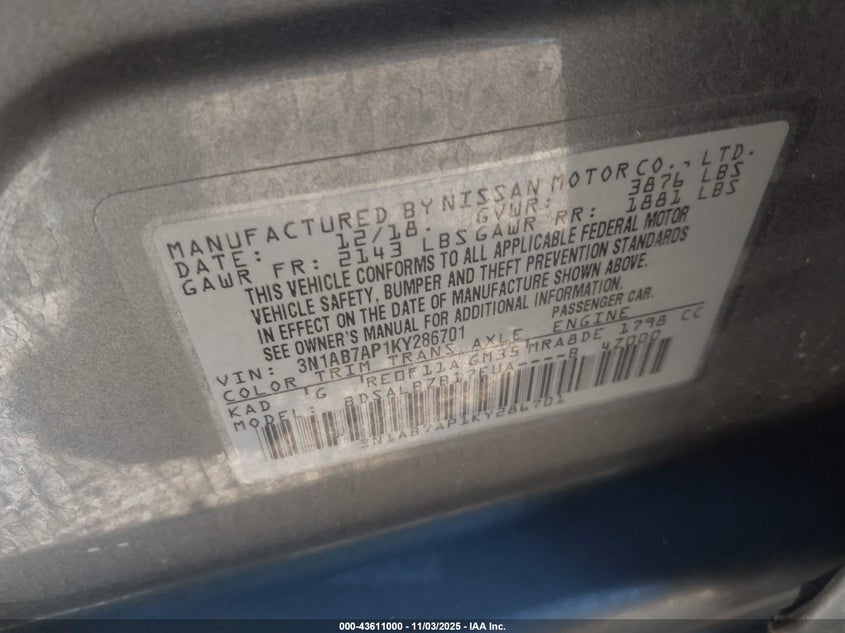 MANUFACTURED BY NISSAN MOTOR CO., LTD.
DATE: 12/18. GVWR: 3876 LBS
GAWR FR: 2143 LBS GAWR RR: 1881 LBS
THIS VEHICLE CONFORMS TO ALL APPLICABLE FEDERAL MOTOR
VEHICLE SAFETY, BUMPER AND THEFT PREVENTION STANDARDS
IN EFFECT ON THE DATE OF MANUFACTURE SHOWN ABOVE.
SEE OWNER'S MANUAL FOR ADDITIONAL INFORMATION.
VIN: 3N1AB7AP1KY286701 PASSENGER CAR.
COLOR TRIM TRANS AXLE ENGINE
KAD G RE0F11A GM35 MRA8DE 1798 CC
MODEL: BDSALBZB17EUA----B 4Z000
3N1AB7AP1KY286701
000-43611000 - 11/03/2025 - IAA Inc.